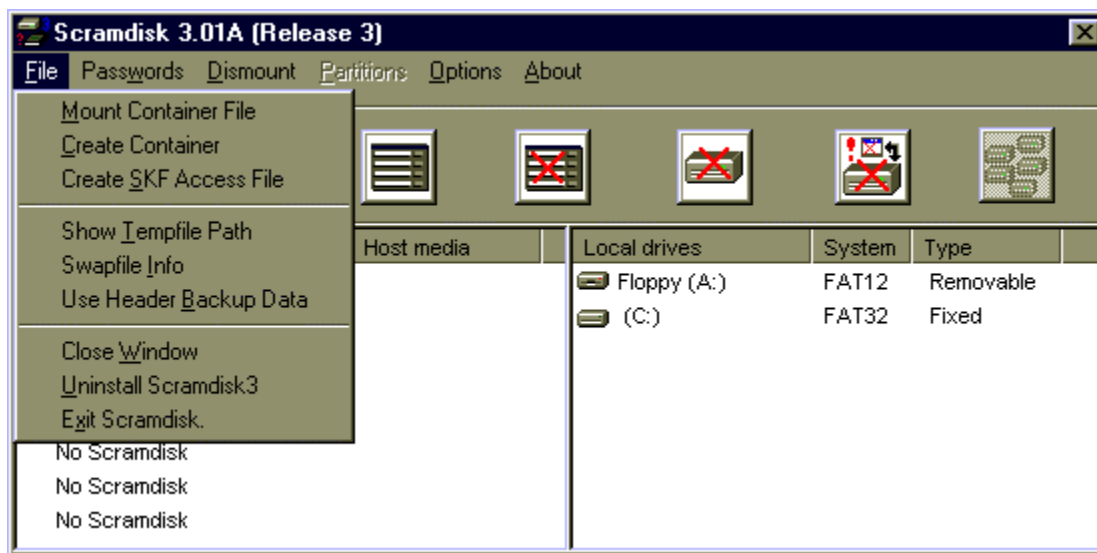 Scramdisk 3.01A (Release 3)
File Passwords Dismount Partitions Options About
Mount Container File
Create Container
Create SKF Access File
Show Tempfile Path
Swapfile Info
Use Header Backup Data
Close Window
Uninstall Scramdisk3
Exit Scramdisk.
No Scramdisk
No Scramdisk
No Scramdisk
Host media
Local drives System Type
Floppy (A:) FAT12 Removable
(C:) FAT32 Fixed